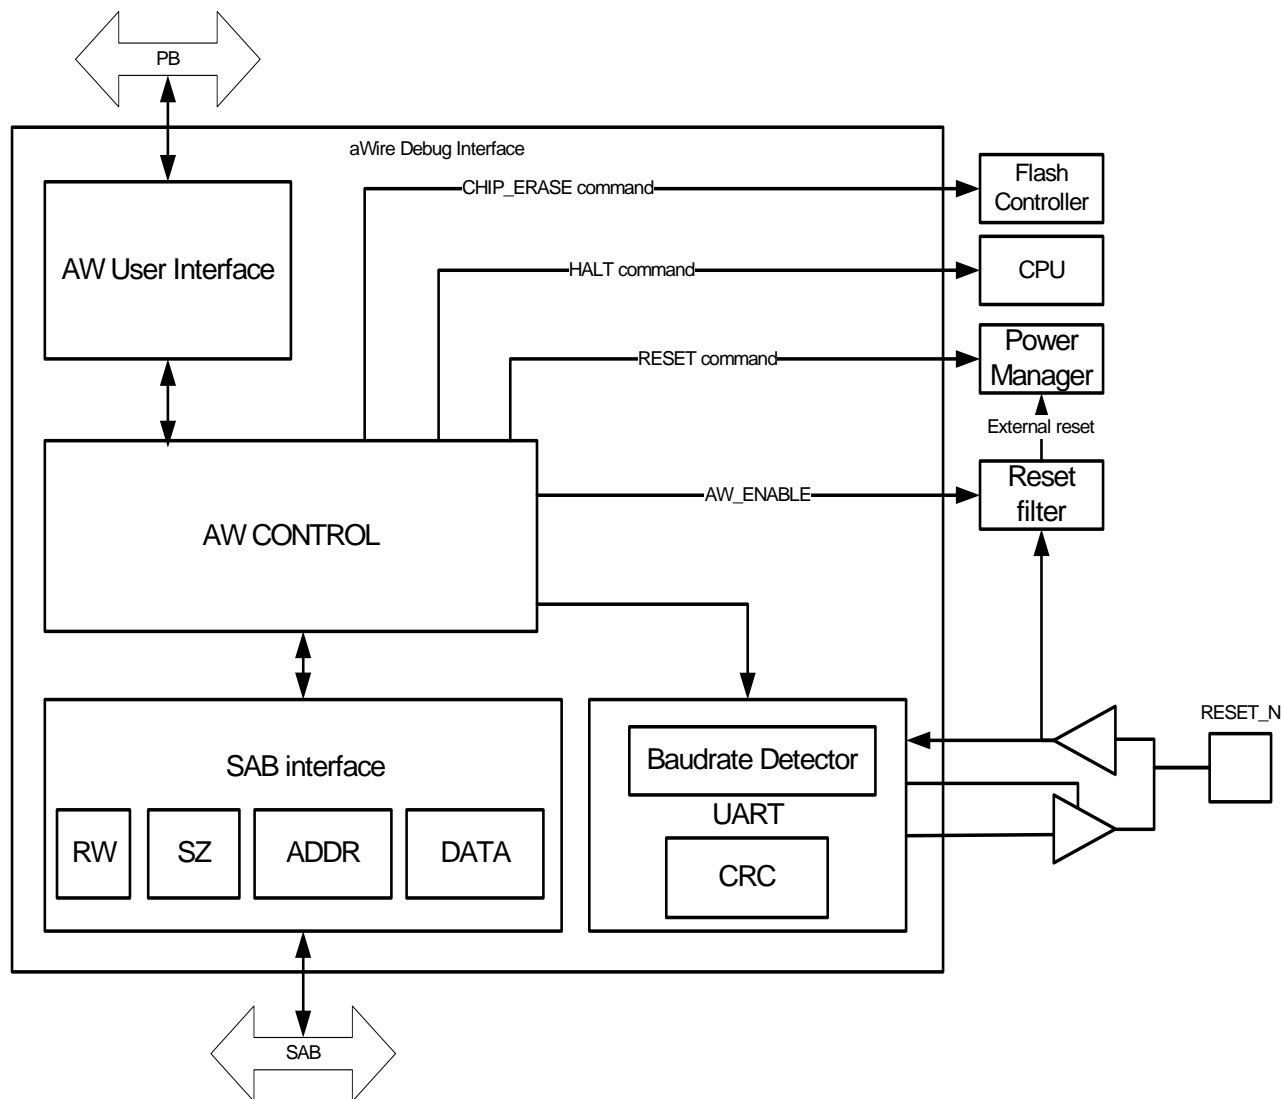 PB
aWire Debug Interface
CHIP_ERASE command
Flash
Controller
AW User Interface
HALT command
CPU
RESET command
Power
Manager
External reset
AW CONTROL
AW_ENABLE
Reset
filter
SAB interface
RW
SZ
ADDR
DATA
Baudrate Detector
UART
CRC
RESET_N
SAB